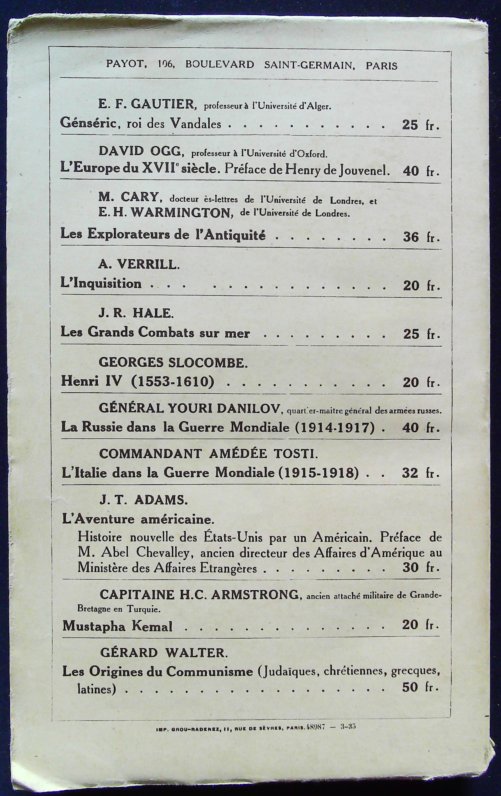 PAYOT, 106, BOULEVARD SAINT-GERMAIN, PARIS
E. F. GAUTIER, professeur à l'Université d'Alger.
Génséric, roi des Vandales . . . . . . . . . . . 25 fr.
DAVID OGG, professeur à l'Université d'Oxford.
L'Europe du XVIIe siècle. Préface de Henry de Jouvenel. 40 fr.
M. CARY, docteur ès-lettres de l'Université de Londres, et
E. H. WARMINGTON, de l'Université de Londres.
Les Explorateurs de l'Antiquité . . . . . . . . 36 fr.
A. VERRILL.
L'Inquisition . . . . . . . . . . . . . . 20 fr.
J. R. HALE.
Les Grands Combats sur mer . . . . . . . . . 25 fr.
GEORGES SLOCOMBE.
Henri IV (1553-1610) . . . . . . . . . . . 20 fr.
GÉNÉRAL YOURI DANILOV, quartier-maître général des armées russes.
La Russie dans la Guerre Mondiale (1914-1917) . 40 fr.
COMMANDANT AMÉDÉE TOSTI.
L'Italie dans la Guerre Mondiale (1915-1918) . . 32 fr.
J. T. ADAMS.
L'Aventure américaine.
Histoire nouvelle des États-Unis par un Américain. Préface de
M. Abel Chevalley, ancien directeur des Affaires d'Amérique au
Ministère des Affaires Etrangères . . . . . . . . . 30 fr.
CAPITAINE H.C. ARMSTRONG, ancien attaché militaire de Grande-
Bretagne en Turquie.
Mustapha Kemal . . . . . . . . . . . . . . 20 fr.
GÉRARD WALTER.
Les Origines du Communisme (Judaïques, chrétiennes, grecques,
latines) . . . . . . . . . . . . . . . . . . 50 fr.
IMP. GROU-RADENEZ, 11, RUE DE SÈVRES, PARIS. 48987 — 3-35